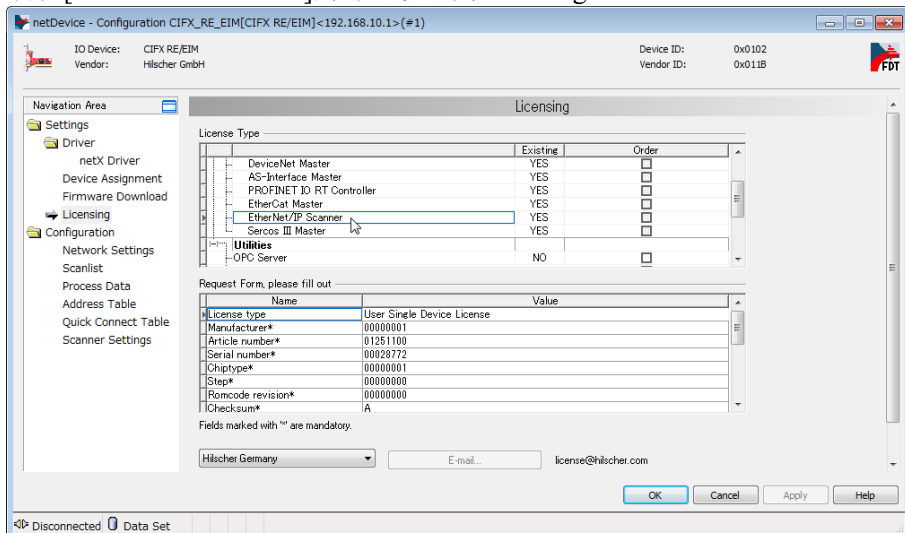 netDevice - Configuration CIFX_RE_EIM[CIFX RE/EIM]<192.168.10.1>(#1)
IO Device: CIFX RE/EIM Device ID: 0x0102
Vendor: Hilscher GmbH Vendor ID: 0x011B
FDT
Navigation Area
Settings
Driver
netX Driver
Device Assignment
Firmware Download
Licensing
Configuration
Network Settings
Scanlist
Process Data
Address Table
Quick Connect Table
Scanner Settings
Licensing
License Type
Existing Order
DeviceNet Master YES
AS-Interface Master YES
PROFINET IO RT Controller YES
EtherCat Master YES
EtherNet/IP Scanner YES
Sercos III Master YES
Utilities
OPC Server NO
Request Form, please fill out
Name Value
License type User Single Device License
Manufacturer* 00000001
Article number* 01251100
Serial number* 00028772
Chiptype* 00000001
Step* 00000000
Romcode revision* 00000000
Checksum* A
Fields marked with "*" are mandatory.
Hilscher Germany E-mail... license@hilscher.com
OK Cancel Apply Help
Disconnected Data Set